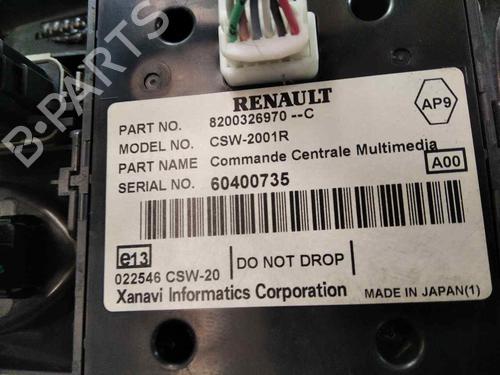 RENAULT
AP9
PART NO. 8200326970 --C
MODEL NO. CSW-2001R
PART NAME Commande Centrale Multimedia
A00
SERIAL NO. 60400735
e13
022546 CSW-20
DO NOT DROP
Xanavi Informatics Corporation
MADE IN JAPAN(1)
B-PARTS